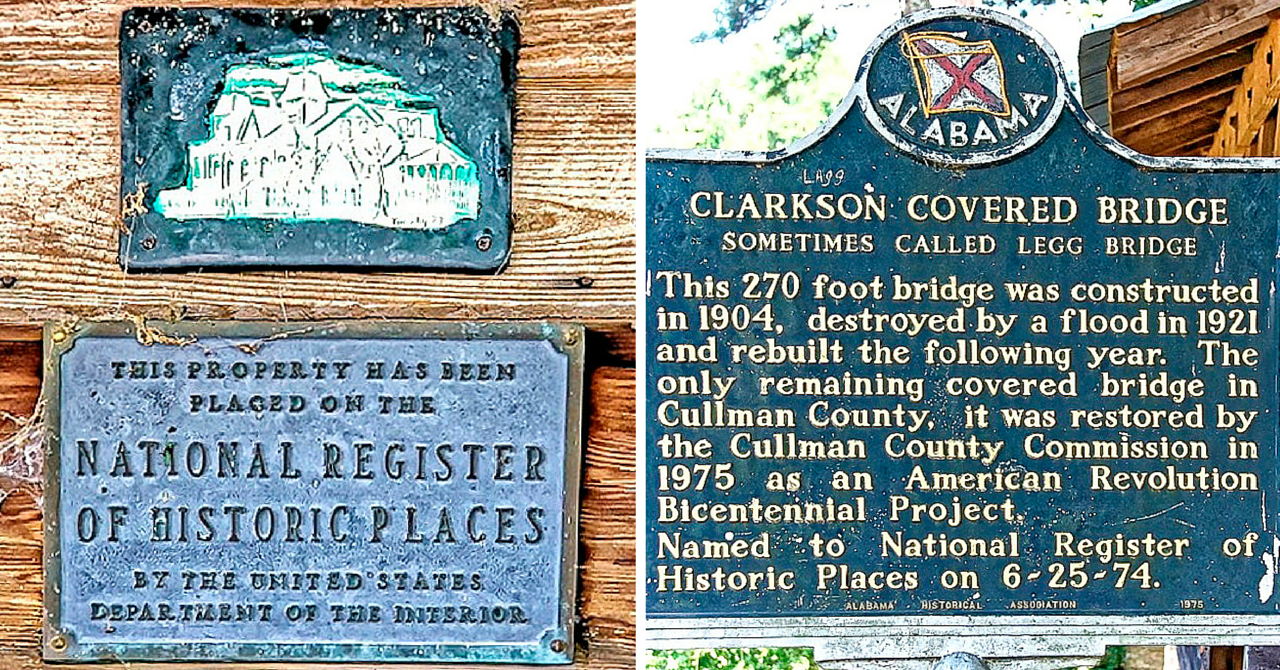 THIS PROPERTY HAS BEEN
PLACED ON THE
NATIONAL REGISTER
OF HISTORIC PLACES
BY THE UNITED STATES
DEPARTMENT OF THE INTERIOR
ALABAMA
LAgg
CLARKSON COVERED BRIDGE
SOMETIMES CALLED LEGG BRIDGE
This 270 foot bridge was constructed
in 1904, destroyed by a flood in 1921
and rebuilt the following year. The
only remaining covered bridge in
Cullman County, it was restored by
the Cullman County Commission in
1975 as an American Revolution
Bicentennial Project.
Named to National Register of
Historic Places on 6-25-74.
ALABAMA HISTORICAL ASSOCIATION 1975